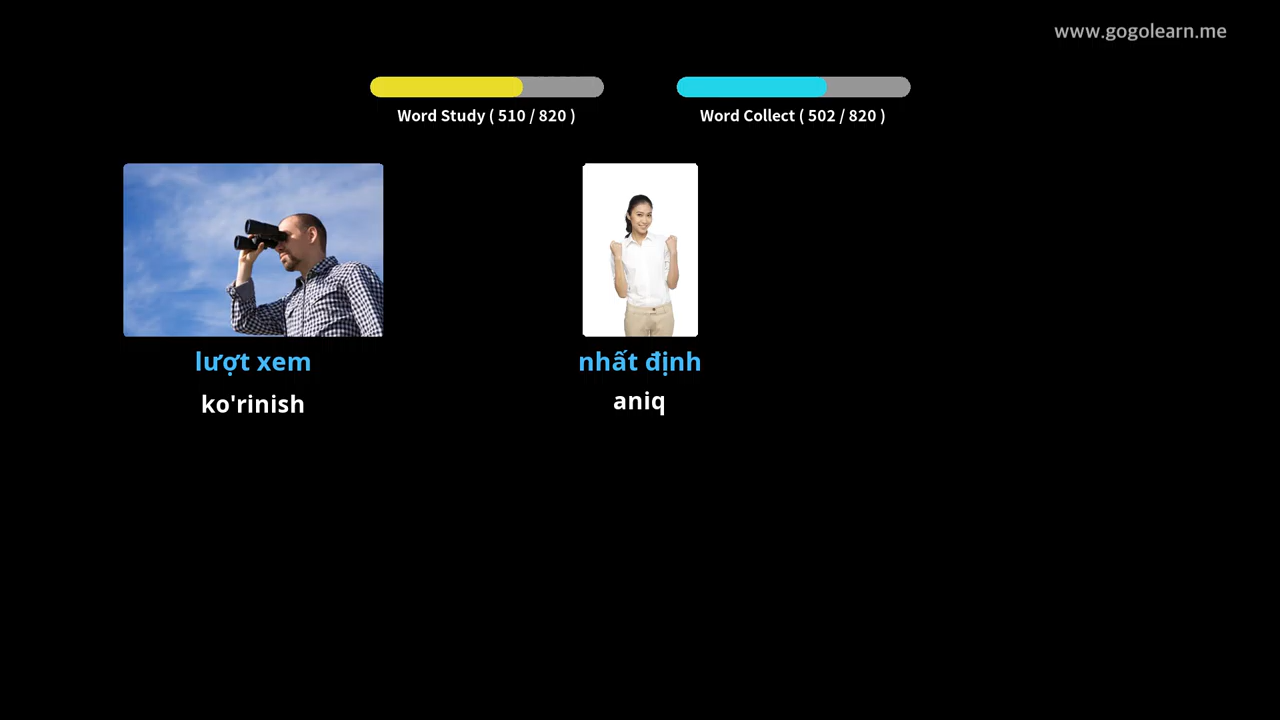 www.gogolearn.me
Word Study ( 510 / 820 )
Word Collect ( 502 / 820 )
lượt xem
ko'rinish
nhất định
aniq